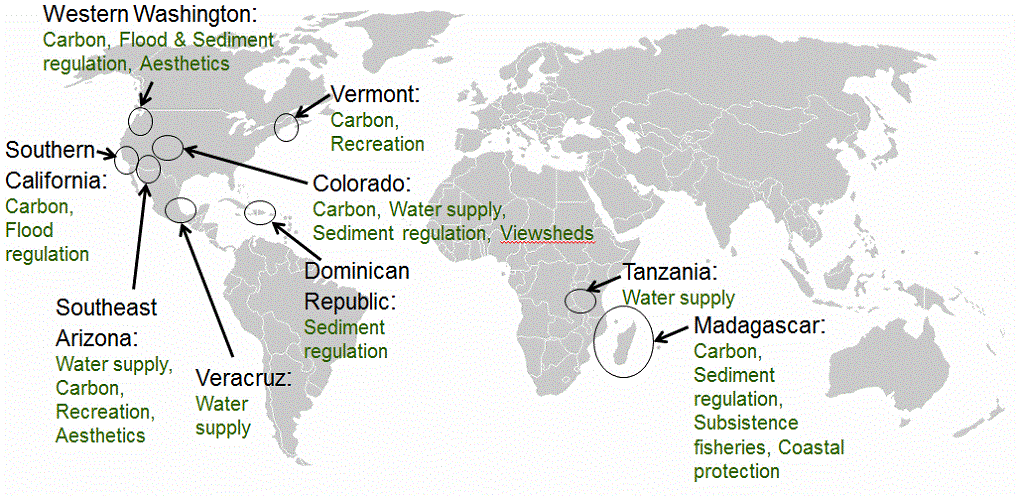 Western Washington:
Carbon, Flood & Sediment
regulation, Aesthetics
Vermont:
Carbon,
Recreation
Southern
California:
Carbon,
Flood
regulation
Colorado:
Carbon, Water supply,
Sediment regulation, Viewsheds
Dominican
Republic:
Sediment
regulation
Southeast
Arizona:
Water supply,
Carbon,
Recreation,
Aesthetics
Veracruz:
Water
supply
Tanzania:
Water supply
Madagascar:
Carbon,
Sediment
regulation,
Subsistence
fisheries, Coastal
protection